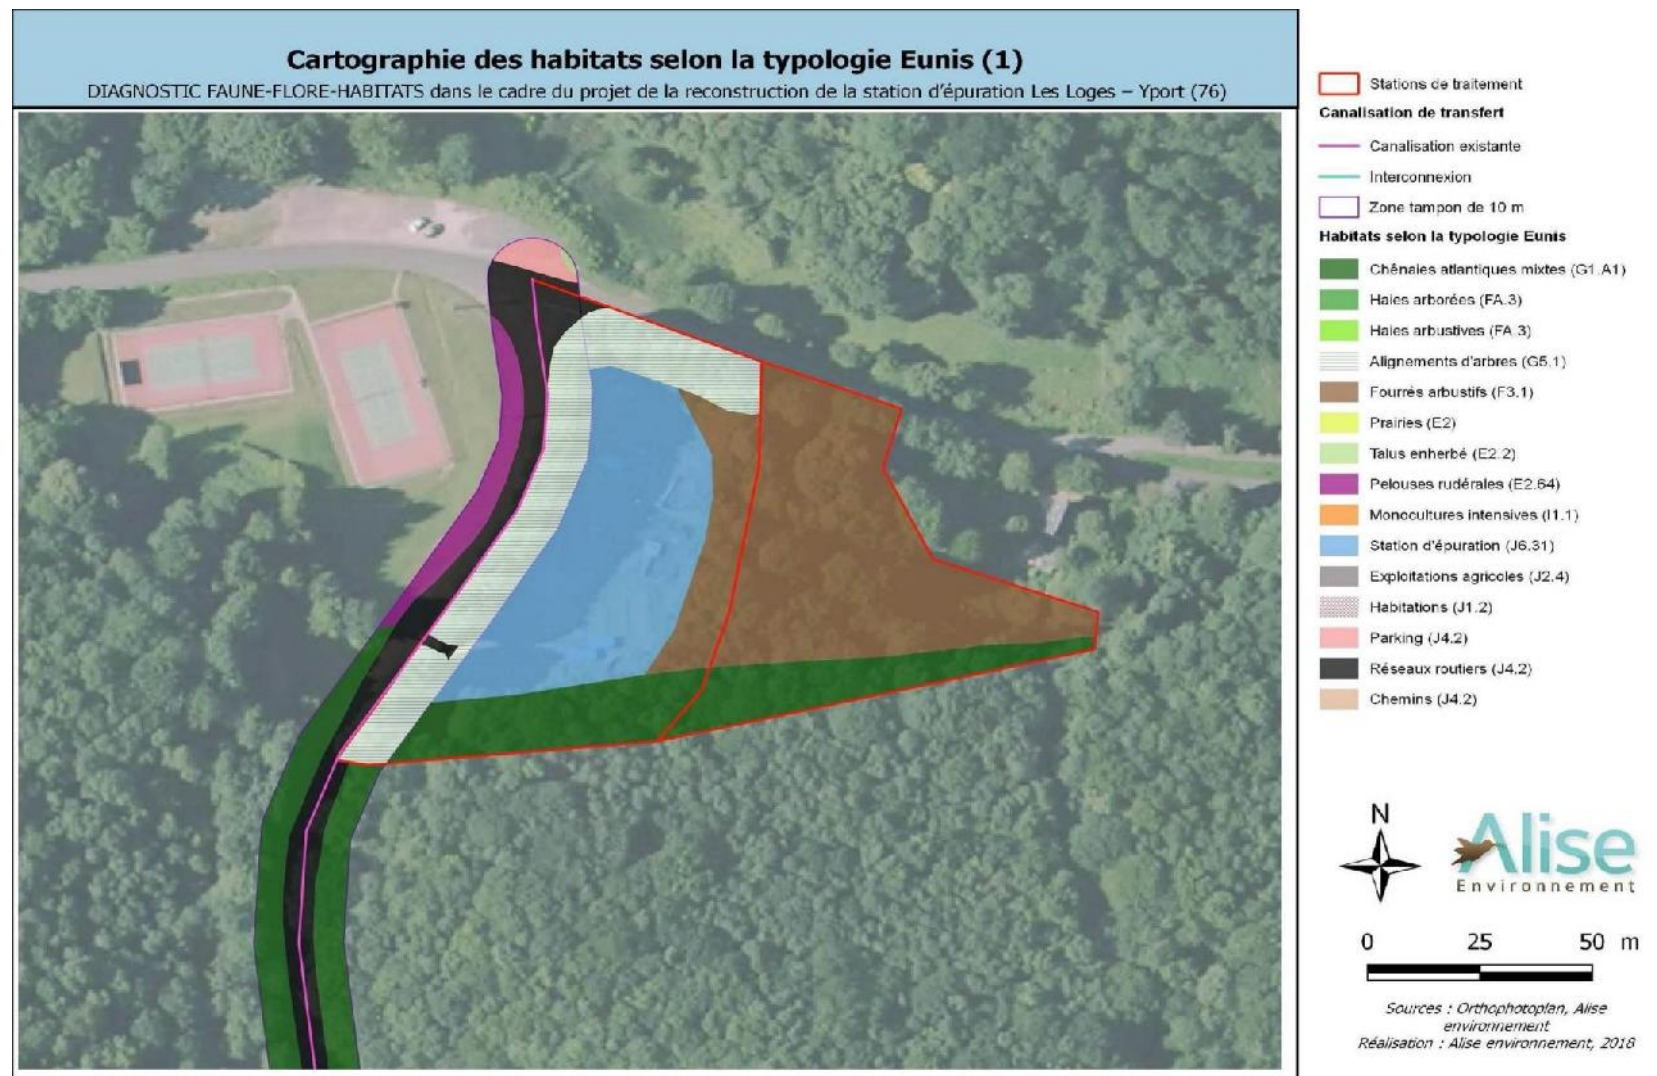 Cartographie des habitats selon la typologie Eunis (1)
DIAGNOSTIC FAUNE-FLORE-HABITATS dans le cadre du projet de la reconstruction de la station d'épuration Les Loges – Yport (76)
Stations de traitement
Canalisation de transfert
Canalisation existante
Interconnexion
Zone tampon de 10 m
Habitats selon la typologie Eunis
Chênaies atlantiques mixtes (G1.A1)
Haies arborées (FA.3)
Haies arbustives (FA.3)
Alignements d'arbres (G5.1)
Fourrés arbustifs (F3.1)
Prairies (E2)
Talus enherbé (E2.2)
Pelouses rudérales (E2.64)
Monocultures intensives (I1.1)
Station d'épuration (J6.31)
Exploitations agricoles (J2.4)
Habitations (J1.2)
Parking (J4.2)
Réseaux routiers (J4.2)
Chemins (J4.2)
N
Alise
Environnement
0 25 50 m
Sources : Orthophotoplan, Alise
environnement
Réalisation : Alise environnement, 2018